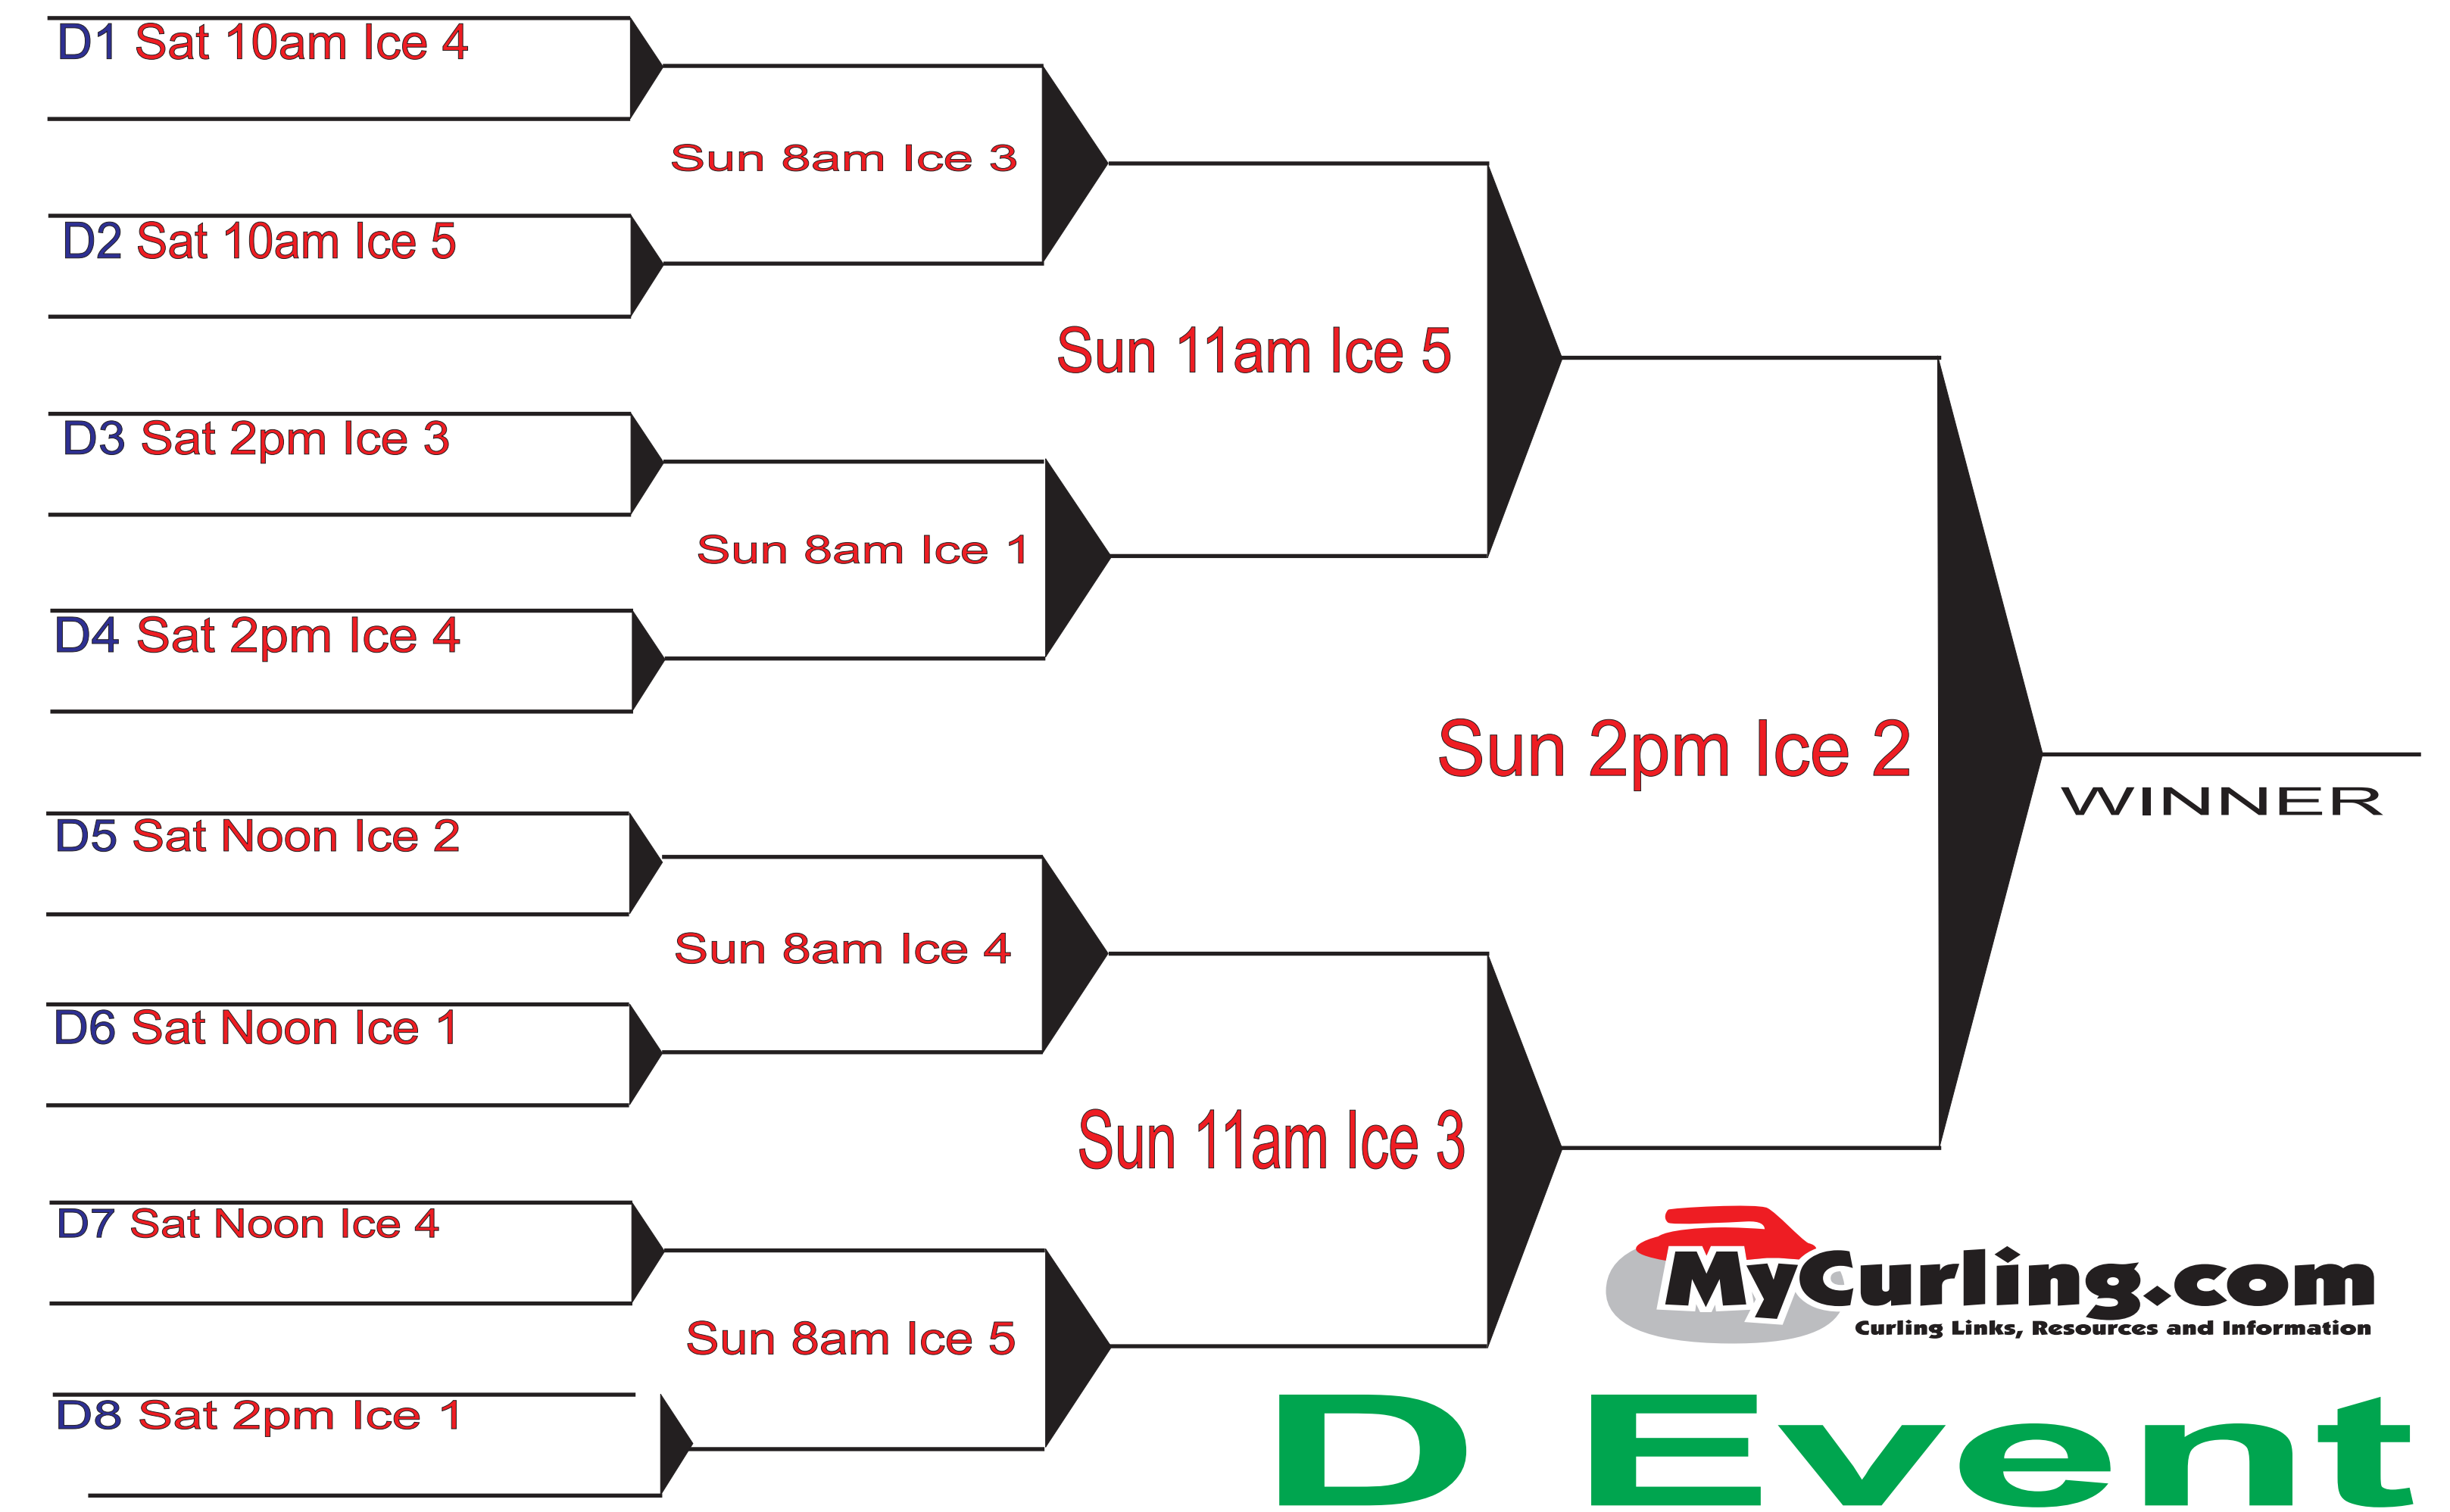 D1 Sat 10am Ice 4
Sun 8am Ice 3
D2 Sat 10am Ice 5
Sun 11am Ice 5
D3 Sat 2pm Ice 3
Sun 8am Ice 1
D4 Sat 2pm Ice 4
Sun 2pm Ice 2
WINNER
D5 Sat Noon Ice 2
Sun 8am Ice 4
D6 Sat Noon Ice 1
Sun 11am Ice 3
D7 Sat Noon Ice 4
Sun 8am Ice 5
D8 Sat 2pm Ice 1
MyCurling.com
Curling Links, Resources and Information
D Event